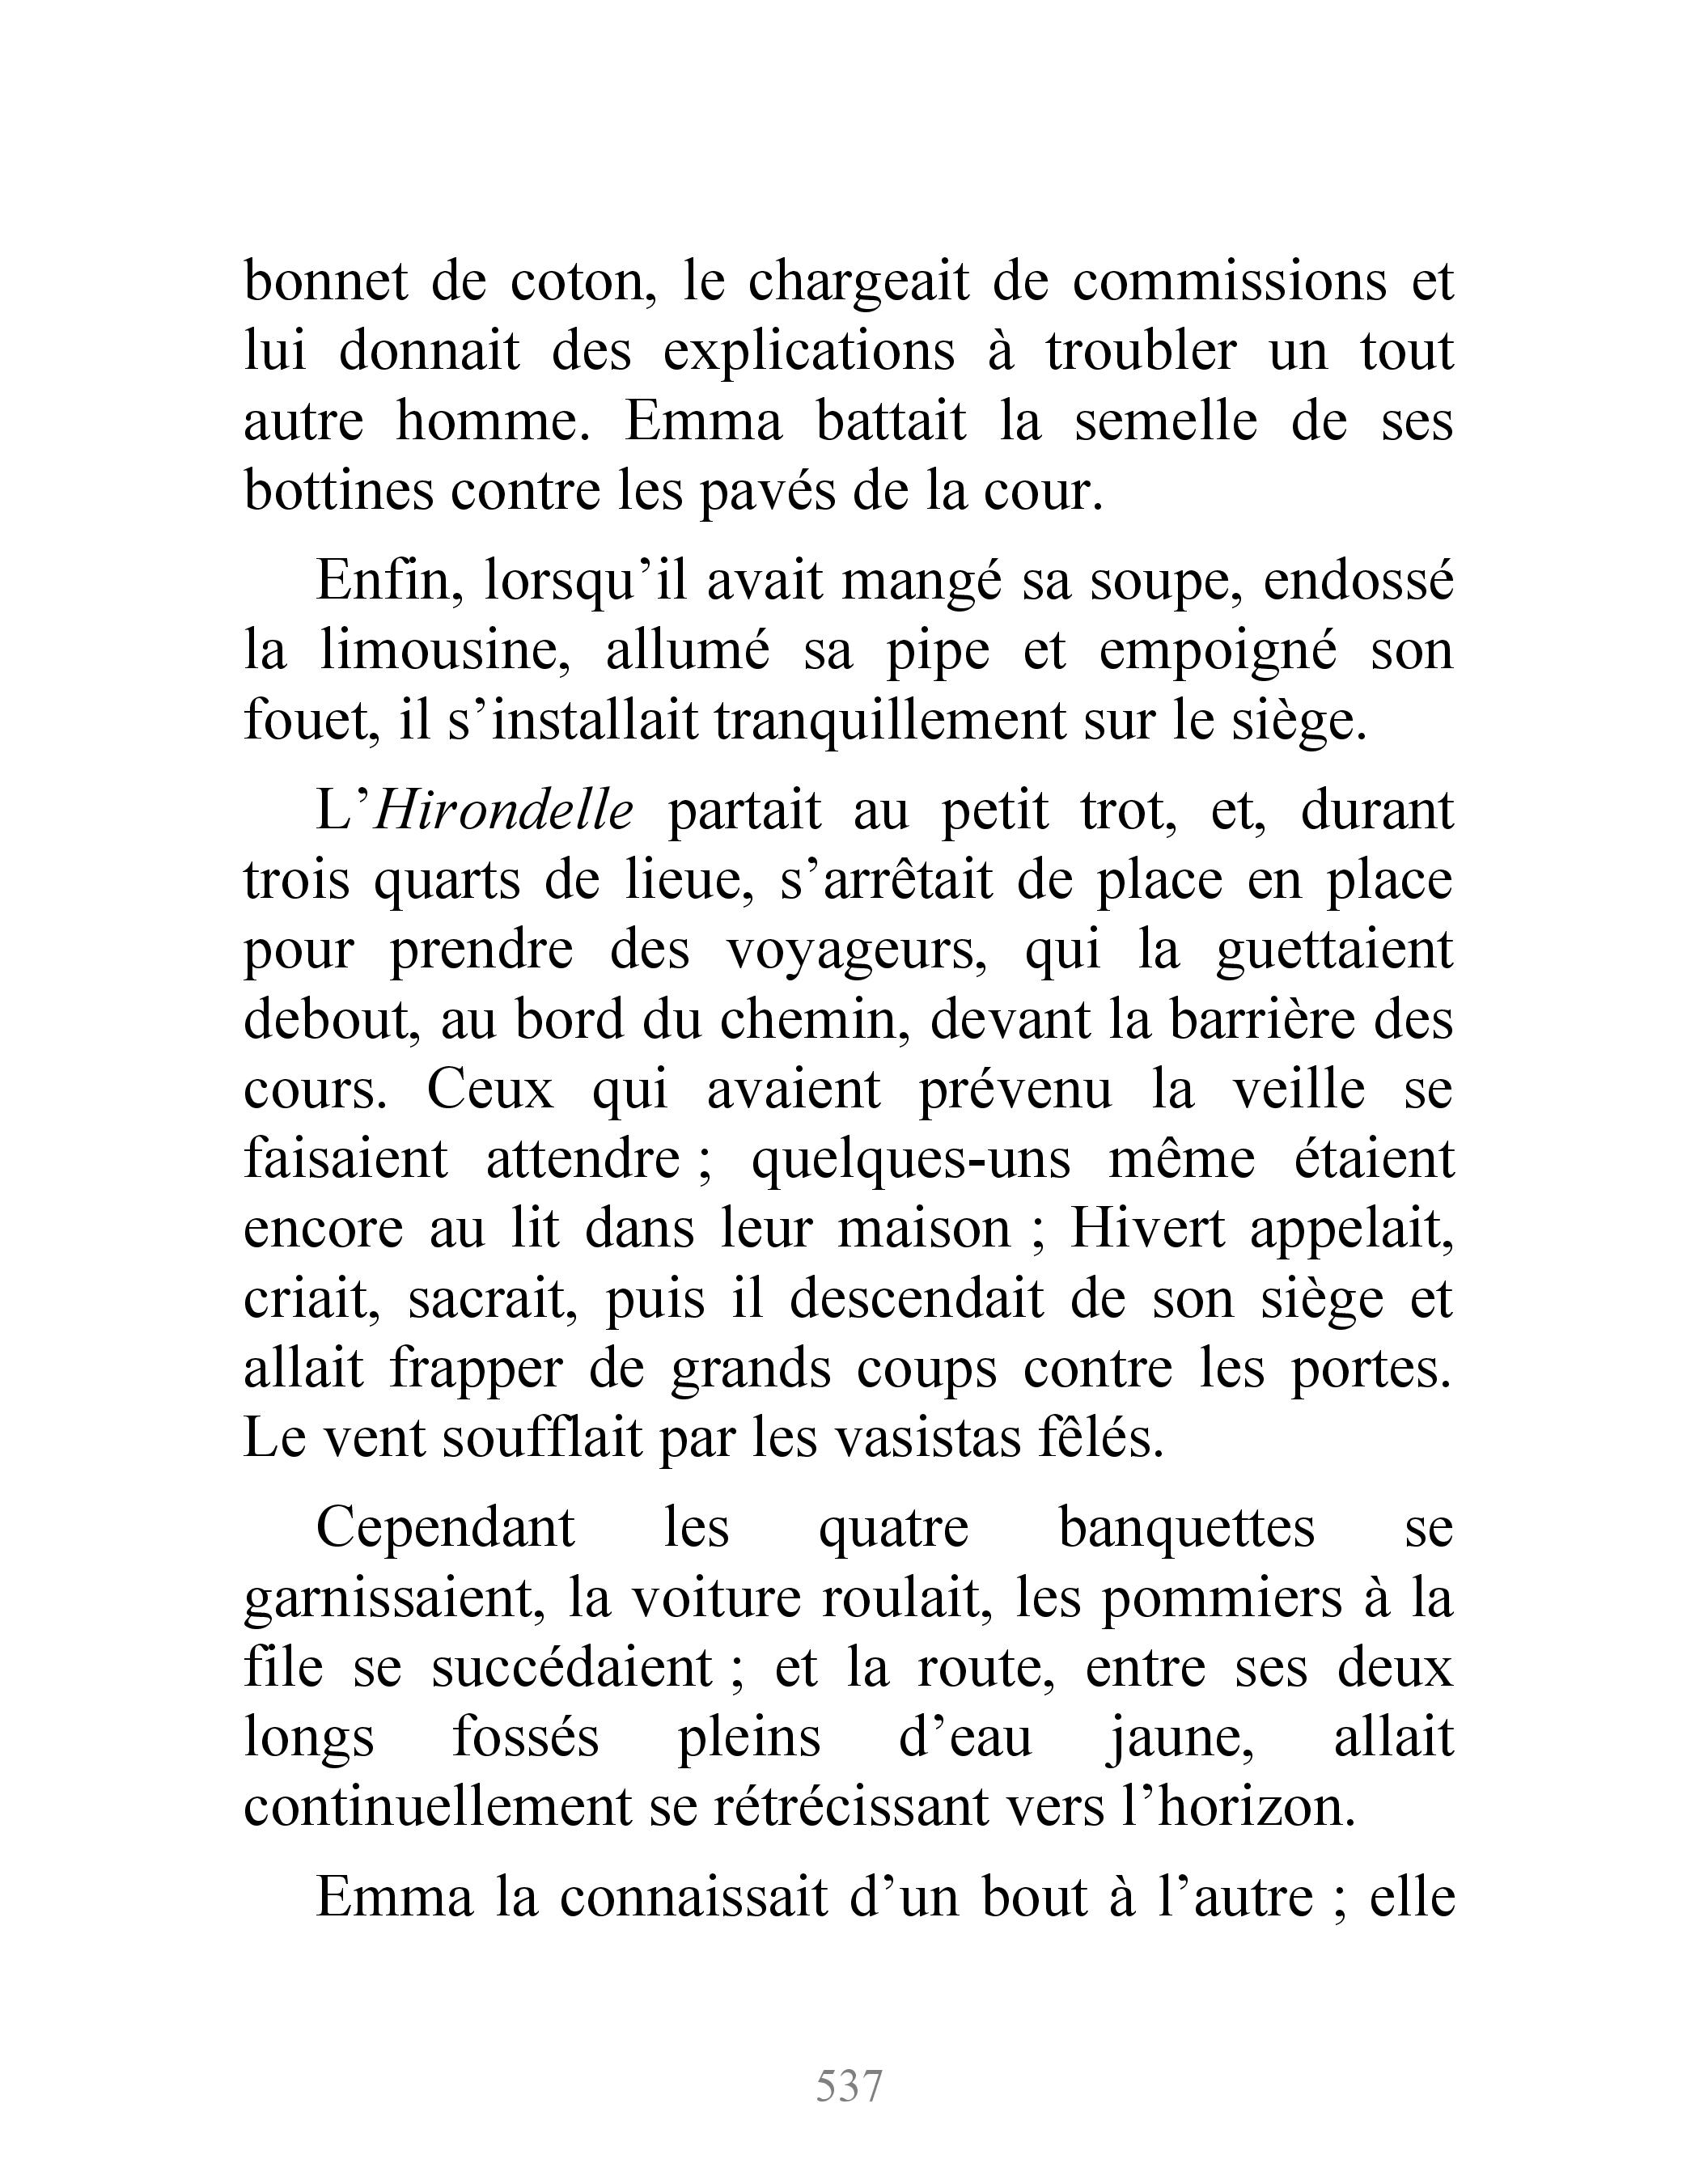 bonnet de coton, le chargeait de commissions et
lui donnait des explications à troubler un tout
autre homme. Emma battait la semelle de ses
bottines contre les pavés de la cour.
Enfin, lorsqu’il avait mangé sa soupe, endossé
la limousine, allumé sa pipe et empoigné son
fouet, il s’installait tranquillement sur le siège.
L’Hirondelle partait au petit trot, et, durant
trois quarts de lieue, s’arrêtait de place en place
pour prendre des voyageurs, qui la guettaient
debout, au bord du chemin, devant la barrière des
cours. Ceux qui avaient prévenu la veille se
faisaient attendre ; quelques-uns même étaient
encore au lit dans leur maison ; Hivert appelait,
criait, sacrait, puis il descendait de son siège et
allait frapper de grands coups contre les portes.
Le vent soufflait par les vasistas fêlés.
Cependant les quatre banquettes se
garnissaient, la voiture roulait, les pommiers à la
file se succédaient ; et la route, entre ses deux
longs fossés pleins d’eau jaune, allait
continuellement se rétrécissant vers l’horizon.
Emma la connaissait d’un bout à l’autre ; elle
537